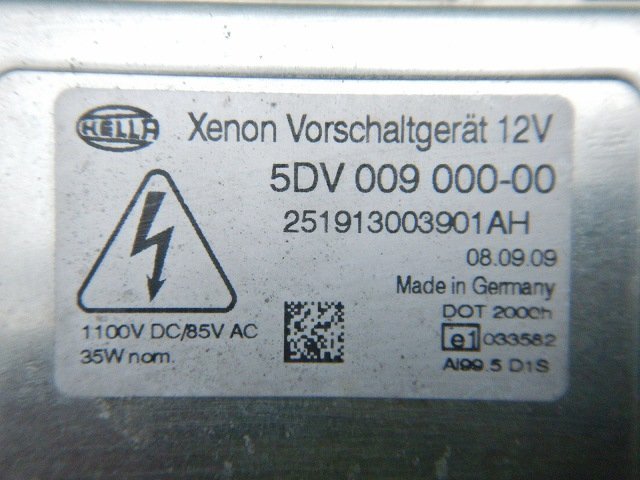 HELLA
Xenon Vorschaltgerät 12V
5DV 009 000-00
251913003901AH
08.09.09
Made in Germany
DOT 200Ch
e1 033582
AI99.5 D1S
1100V DC/85V AC
35W nom.